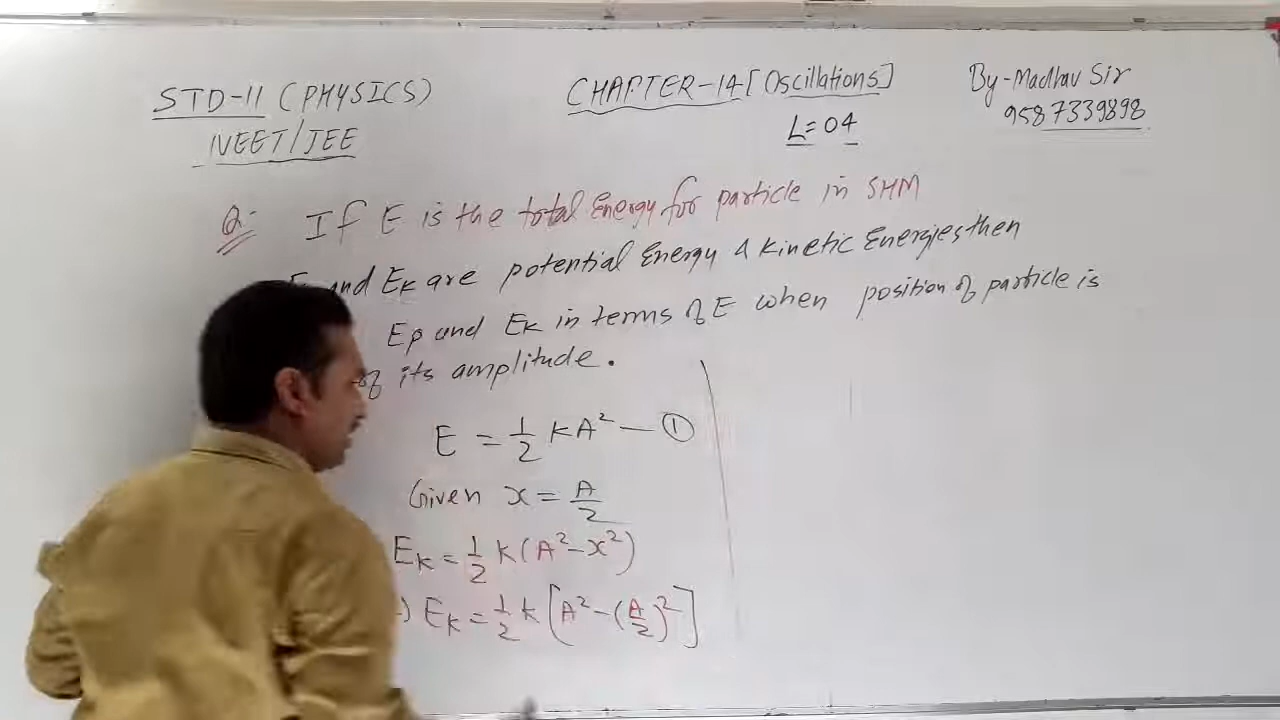 STD-11 (PHYSICS)
NEET/JEE
CHAPTER-14 [Oscillations]
L=04
By-Madhav Sir
9587339898
Q:- If E is the total Energy for particle in SHM
and EK are potential Energy & kinetic Energies then
Ep and EK in terms of E when position of particle is
of its amplitude.
E = 1/2 KA² — ①
Given x = A/2
EK = 1/2 K(A²-x²)
EK = 1/2 K[A²-(A/2)²]